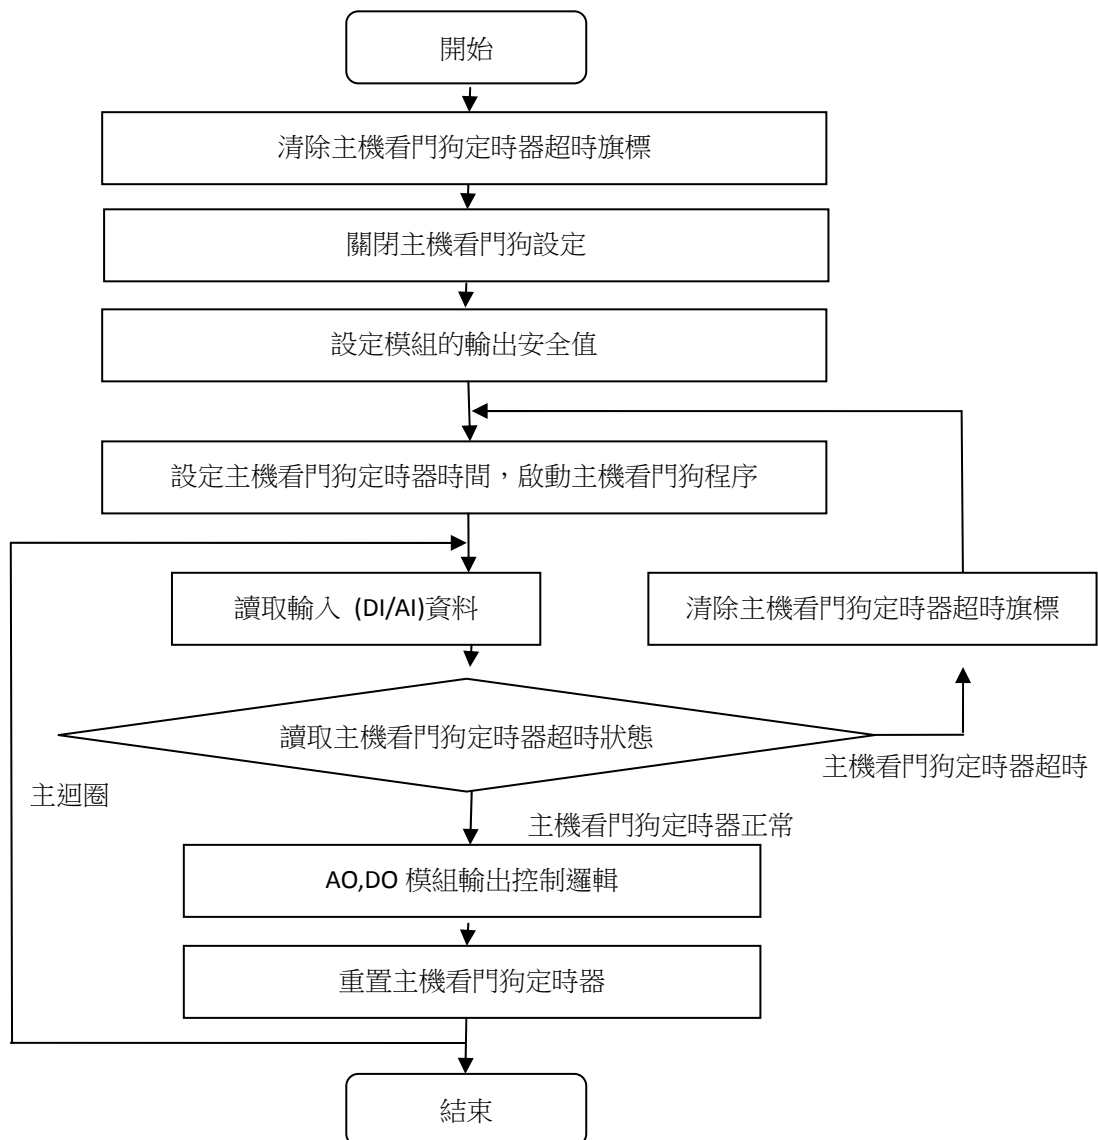 開始
清除主機看門狗定時器超時旗標
關閉主機看門狗設定
設定模組的輸出安全值
設定主機看門狗定時器時間，啟動主機看門狗程序
讀取輸入 (DI/AI)資料
清除主機看門狗定時器超時旗標
讀取主機看門狗定時器超時狀態
主機看門狗定時器超時
主迴圈
主機看門狗定時器正常
AO,DO 模組輸出控制邏輯
重置主機看門狗定時器
結束